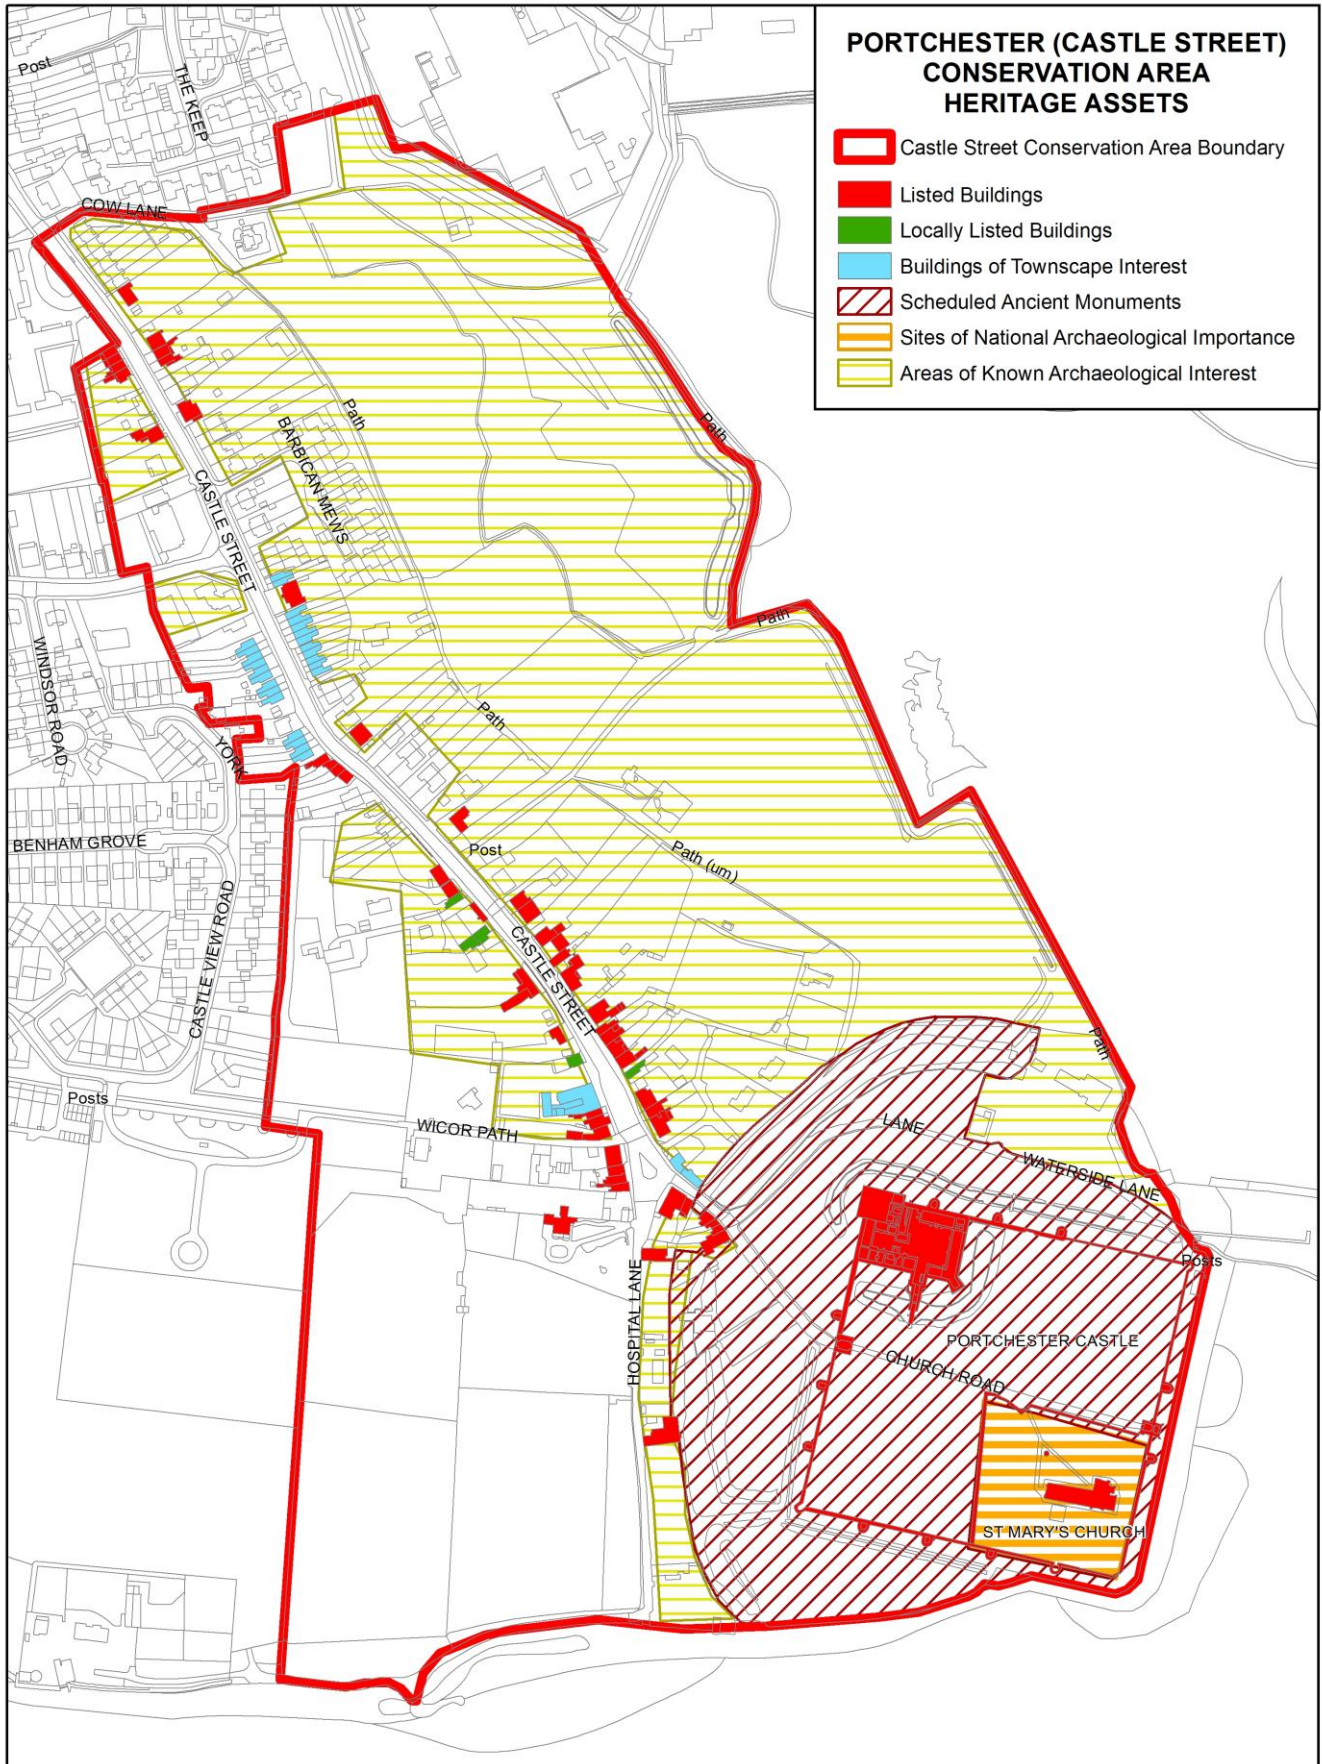 PORTCHESTER (CASTLE STREET)
CONSERVATION AREA
HERITAGE ASSETS
Castle Street Conservation Area Boundary
Listed Buildings
Locally Listed Buildings
Buildings of Townscape Interest
Scheduled Ancient Monuments
Sites of National Archaeological Importance
Areas of Known Archaeological Interest
Post
THE KEEP
COW LANE
Path
Path
BARBICAN MEWS
CASTLE STREET
Path
WINDSOR ROAD
Path
YORK
BENHAM GROVE
Post
Path (um)
CASTLE VIEW ROAD
CASTLE STREET
Path
Posts
WICOR PATH
LANE
WATERSIDE LANE
Posts
HOSPITAL LANE
PORTCHESTER CASTLE
CHURCH ROAD
ST MARY'S CHURCH